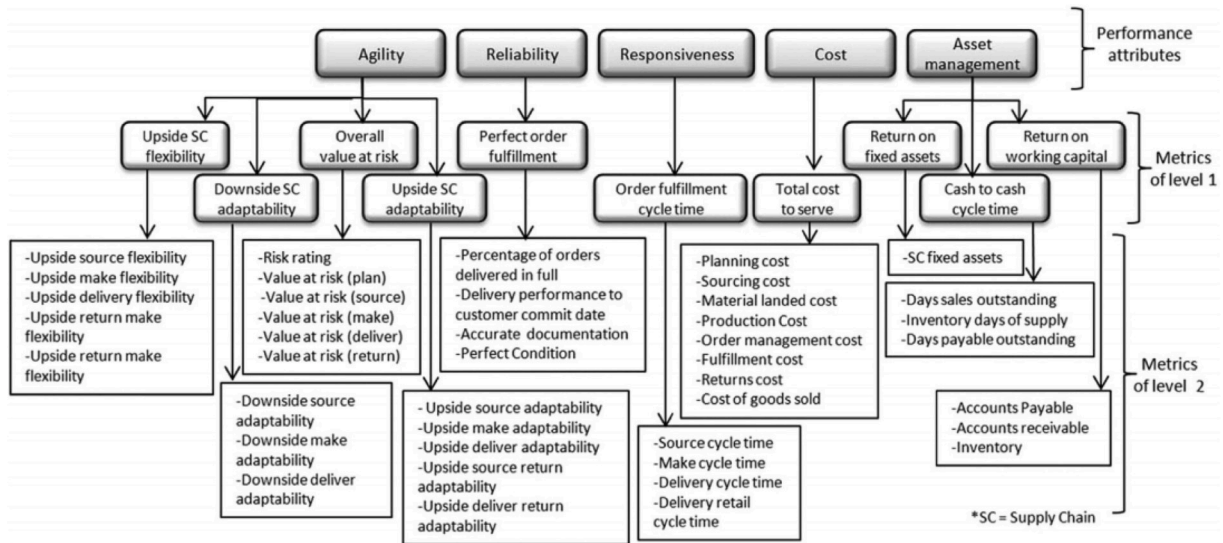 Agility
Reliability
Responsiveness
Cost
Asset
management
Performance
attributes
Upside SC
flexibility
Overall
value at risk
Perfect order
fulfillment
Return on
fixed assets
Return on
working capital
Downside SC
adaptability
Upside SC
adaptability
Order fulfillment
cycle time
Total cost
to serve
Cash to cash
cycle time
Metrics
of level 1
-Upside source flexibility
-Upside make flexibility
-Upside delivery flexibility
-Upside return make
flexibility
-Upside return make
flexibility
-Risk rating
-Value at risk (plan)
-Value at risk (source)
-Value at risk (make)
-Value at risk (deliver)
-Value at risk (return)
-Percentage of orders
delivered in full
-Delivery performance to
customer commit date
-Accurate documentation
-Perfect Condition
-Planning cost
-Sourcing cost
-Material landed cost
-Production Cost
-Order management cost
-Fulfillment cost
-Returns cost
-Cost of goods sold
-SC fixed assets
-Days sales outstanding
-Inventory days of supply
-Days payable outstanding
Metrics
of level 2
-Downside source
adaptability
-Downside make
adaptability
-Downside deliver
adaptability
- Upside source adaptability
-Upside make adaptability
-Upside deliver adaptability
-Upside source return
adaptability
-Upside deliver return
adaptability
-Source cycle time
-Make cycle time
-Delivery cycle time
-Delivery retail
cycle time
-Accounts Payable
-Accounts receivable
-Inventory
*SC = Supply Chain